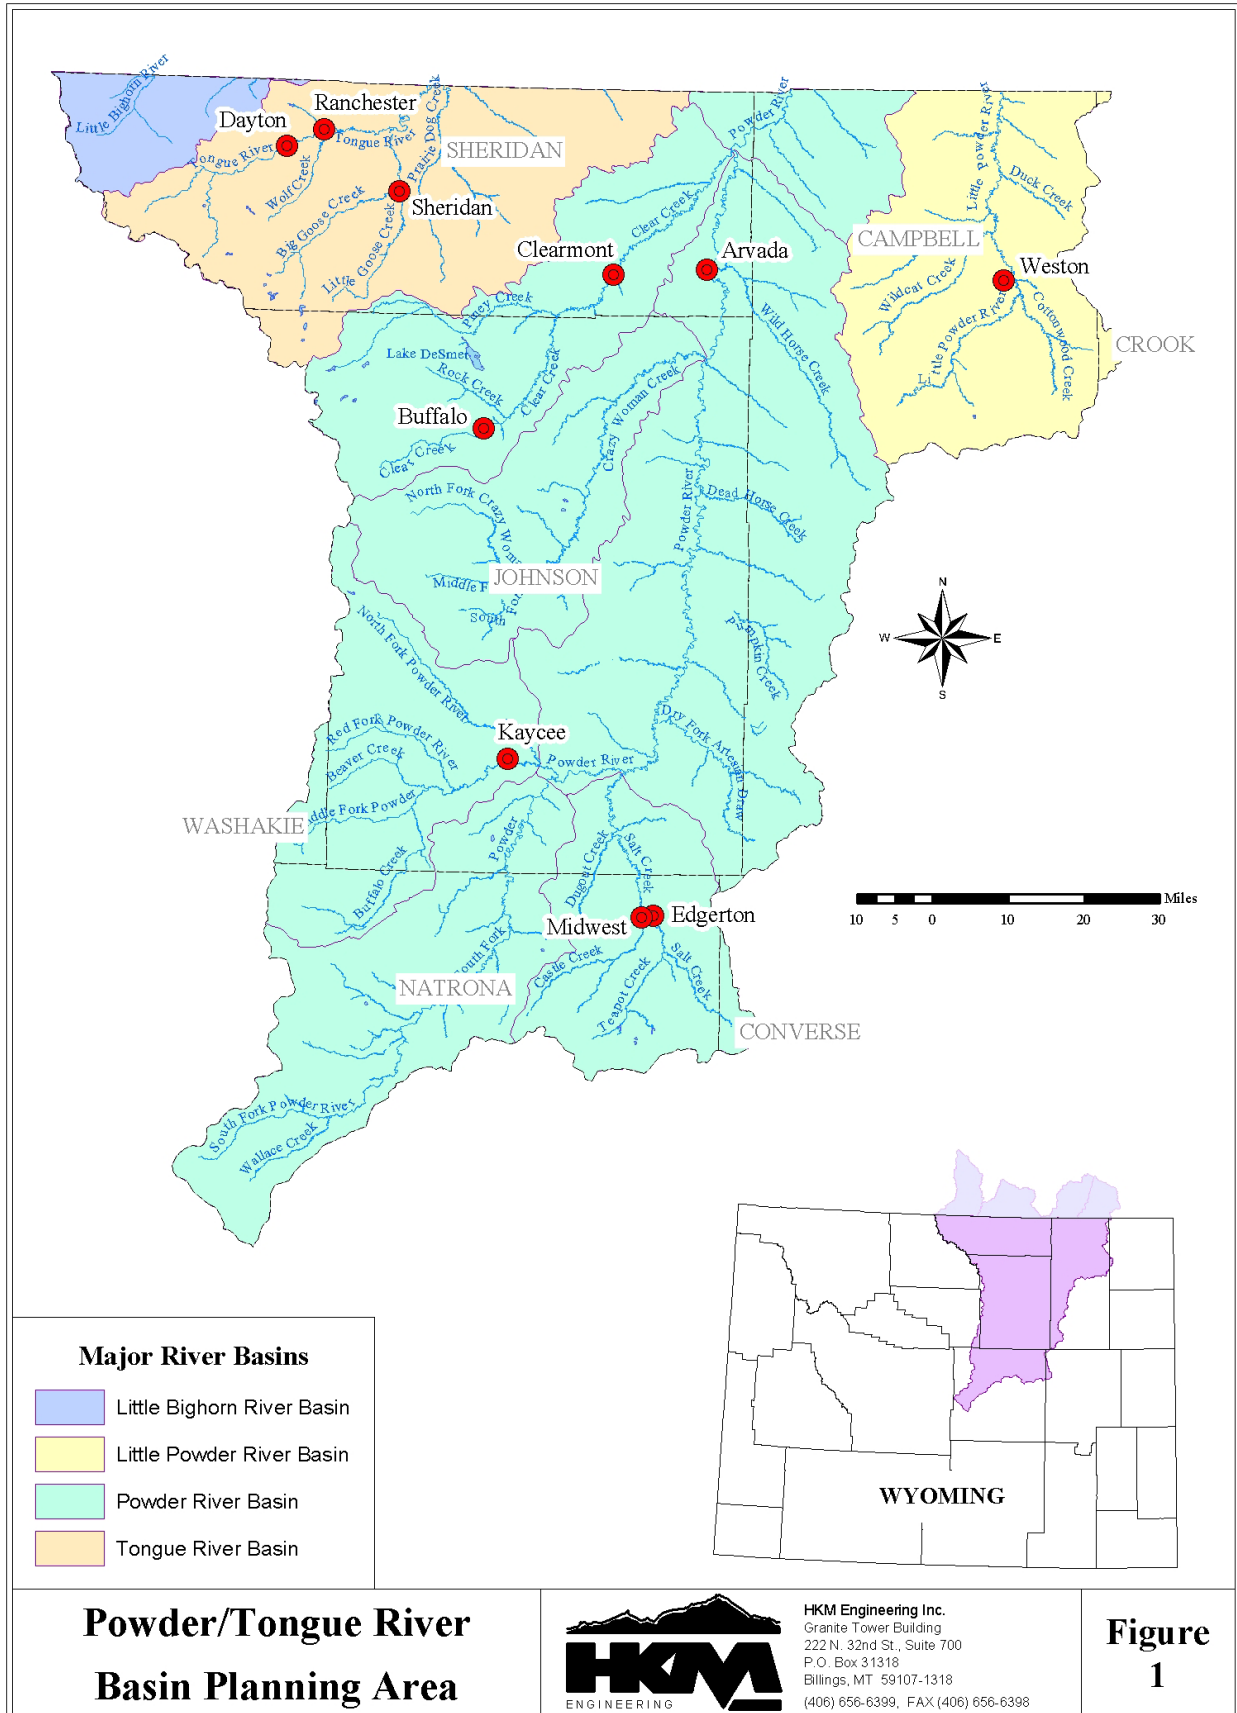 Little Bighorn River
Ranchester
Dayton
Tongue River
Tongue River
Prairie Dog Creek
SHERIDAN
Wolf Creek
Big Goose Creek
Little Goose Creek
Sheridan
Powder River
Little Powder River
Duck Creek
Clear Creek
Clearmont
Arvada
CAMPBELL
Weston
Wildcat Creek
Little Powder River
Cottonwood Creek
CROOK
Piney Creek
Wild Horse Creek
Lake DeSmet
Rock Creek
Clear Creek
Crazy Woman Creek
Buffalo
Clear Creek
North Fork Crazy Woma
Powder River
Dead Horse Creek
JOHNSON
Middle F
South Fo
North Fork Powder River
Pumpkin Creek
N
W
E
S
Dry Fork Artesian Draw
Kaycee
Red Fork Powder River
Beaver Creek
Powder River
ddle Fork Powder
WASHAKIE
Powder
Dugout Creek
Salt Creek
Buffalo Creek
Midwest
Edgerton
Miles
10 5 0 10 20 30
outh Fork
Castle Creek
Teapot Creek
Salt Creek
NATRONA
CONVERSE
South Fork Powder River
Wallace Creek
WYOMING
Major River Basins
Little Bighorn River Basin
Little Powder River Basin
Powder River Basin
Tongue River Basin
Powder/Tongue River
Basin Planning Area
HKM
ENGINEERING
HKM Engineering Inc.
Granite Tower Building
222 N. 32nd St., Suite 700
P.O. Box 31318
Billings, MT 59107-1318
(406) 656-6399, FAX (406) 656-6398
Figure
1